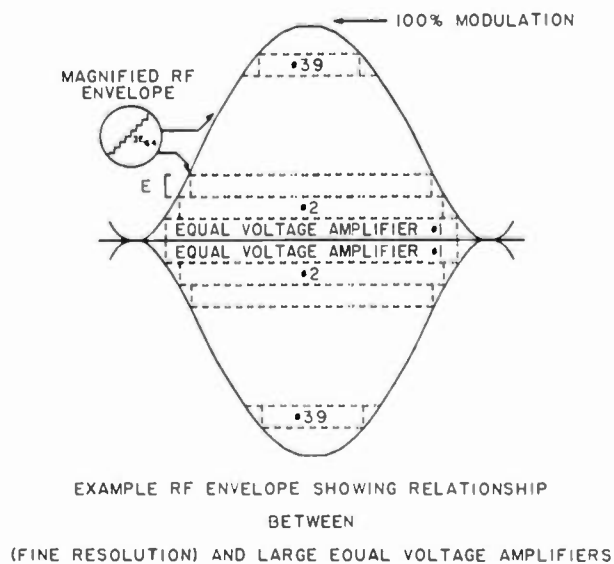 100% MODULATION
#39
MAGNIFIED RF
ENVELOPE
E
#2
EQUAL VOLTAGE AMPLIFIER #1
EQUAL VOLTAGE AMPLIFIER #1
#2
#39
EXAMPLE RF ENVELOPE SHOWING RELATIONSHIP
BETWEEN
(FINE RESOLUTION) AND LARGE EQUAL VOLTAGE AMPLIFIERS